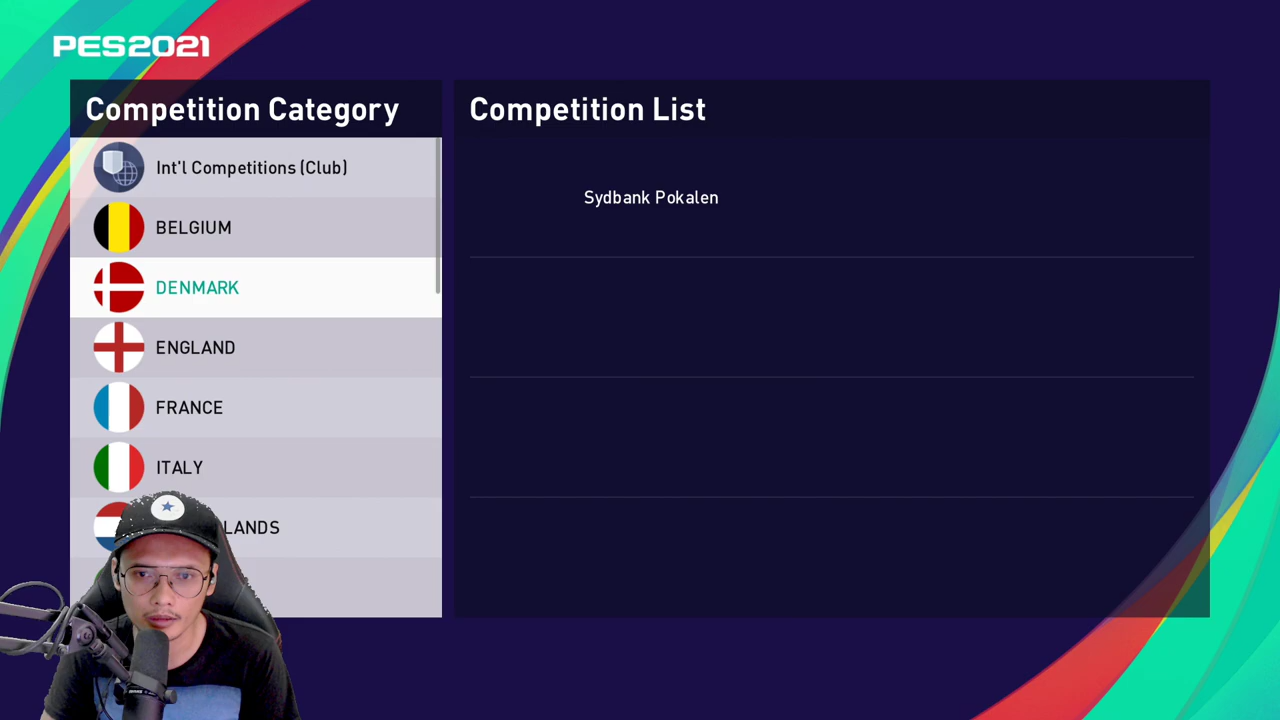 PES2021
Competition Category
Int'l Competitions (Club)
BELGIUM
DENMARK
ENGLAND
FRANCE
ITALY
LANDS
Competition List
Sydbank Pokalen